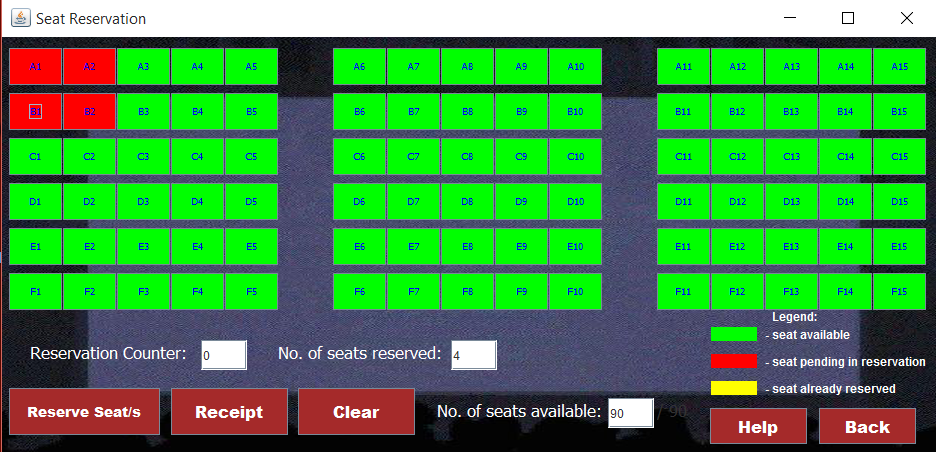 Seat Reservation
A1 A2 A3 A4 A5 A6 A7 A8 A9 A10 A11 A12 A13 A14 A15
B1 B2 B3 B4 B5 B6 B7 B8 B9 B10 B11 B12 B13 B14 B15
C1 C2 C3 C4 C5 C6 C7 C8 C9 C10 C11 C12 C13 C14 C15
D1 D2 D3 D4 D5 D6 D7 D8 D9 D10 D11 D12 D13 D14 D15
E1 E2 E3 E4 E5 E6 E7 E8 E9 E10 E11 E12 E13 E14 E15
F1 F2 F3 F4 F5 F6 F7 F8 F9 F10 F11 F12 F13 F14 F15
Legend:
- seat available
- seat pending in reservation
- seat already reserved
Reservation Counter: 0 No. of seats reserved: 4
Reserve Seat/s Receipt Clear No. of seats available: 90 / 90
Help Back